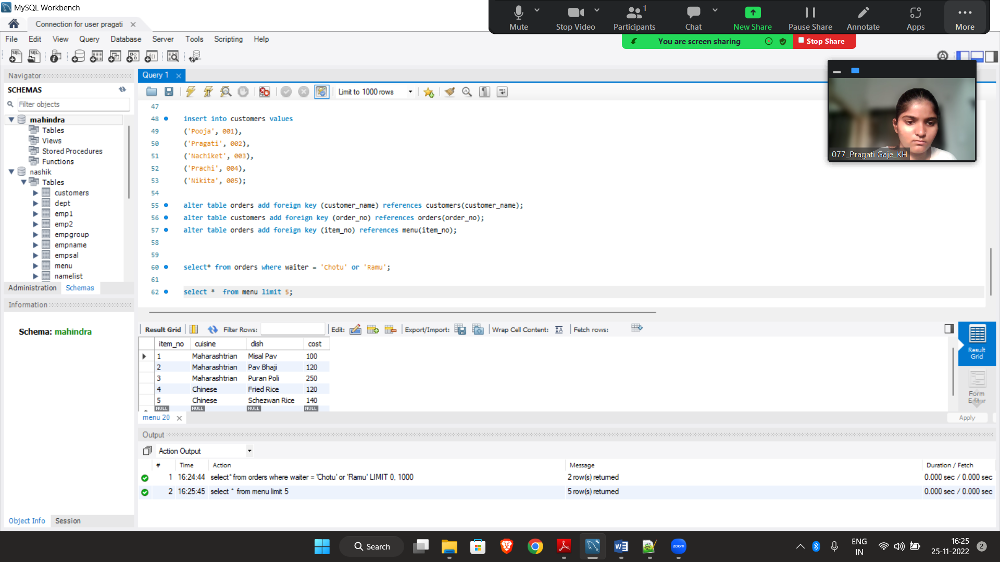 MySQL Workbench
Connection for user pragati
File Edit View Query Database Server Tools Scripting Help
Mute Stop Video Participants 1 Chat New Share Pause Share Annotate Apps More
You are screen sharing Stop Share
077_Pragati Gaje_KH
Navigator
SCHEMAS
Filter objects
mahindra
Tables
Views
Stored Procedures
Functions
nashik
Tables
customers
dept
emp1
emp2
empgroup
empname
empsal
menu
namelist
Administration Schemas
Information
Schema: mahindra
Object Info Session
Query 1
Limit to 1000 rows
47
48 insert into customers values
49 ('Pooja', 001),
50 ('Pragati', 002),
51 ('Nachiket', 003),
52 ('Prachi', 004),
53 ('Nikita', 005);
54
55 alter table orders add foreign key (customer_name) references customers(customer_name);
56 alter table customers add foreign key (order_no) references orders(order_no);
57 alter table orders add foreign key (item_no) references menu(item_no);
58
59
60 select* from orders where waiter = 'Chotu' or 'Ramu';
61
62 select *  from menu limit 5;
Result Grid Filter Rows: Edit: Export/Import: Wrap Cell Content: Fetch rows:
item_no cuisine dish cost
1 Maharashtrian Misal Pav 100
2 Maharashtrian Pav Bhaji 120
3 Maharashtrian Puran Poli 250
4 Chinese Fried Rice 120
5 Chinese Schezwan Rice 140
NULL NULL NULL NULL
Result Grid
Form Editor
menu 20
Apply
Output
Action Output
# Time Action Message Duration / Fetch
1 16:24:44 select* from orders where waiter = 'Chotu' or 'Ramu' LIMIT 0, 1000 2 row(s) returned 0.000 sec / 0.000 sec
2 16:25:45 select *  from menu limit 5 5 row(s) returned 0.000 sec / 0.000 sec
Search
zoom
ENG IN
16:25
25-11-2022
2